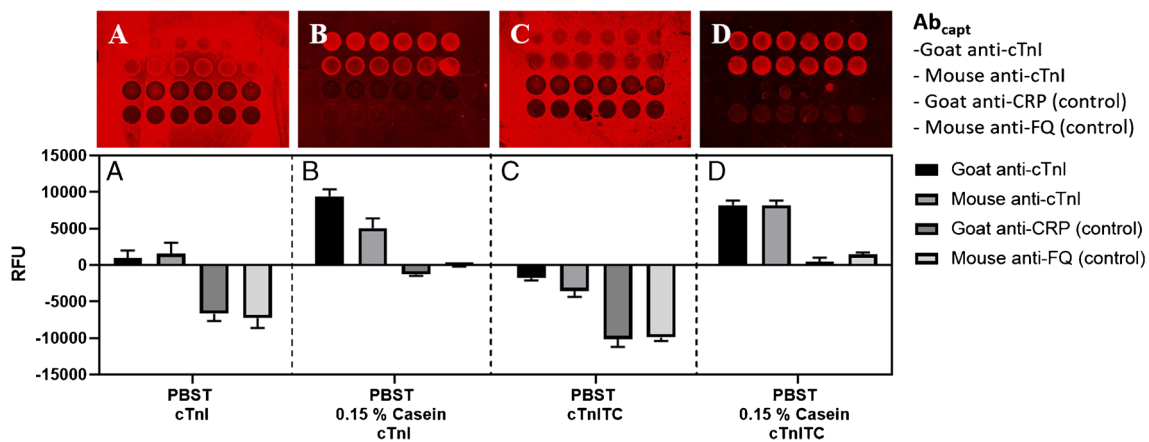 A
B
C
D
Ab_capt
-Goat anti-cTnI
- Mouse anti-cTnI
- Goat anti-CRP (control)
- Mouse anti-FQ (control)
15000
10000
5000
0
-5000
-10000
-15000
RFU
A
B
C
D
Goat anti-cTnI
Mouse anti-cTnI
Goat anti-CRP (control)
Mouse anti-FQ (control)
PBST
cTnI
PBST
0.15 % Casein
cTnI
PBST
cTnITC
PBST
0.15 % Casein
cTnITC